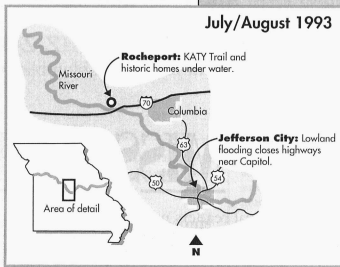 July/August 1993
Rocheport: KATY Trail and
historic homes under water.
Missouri
River
70
Columbia
Jefferson City: Lowland
flooding closes highways
near Capitol.
63
50
54
Area of detail
N